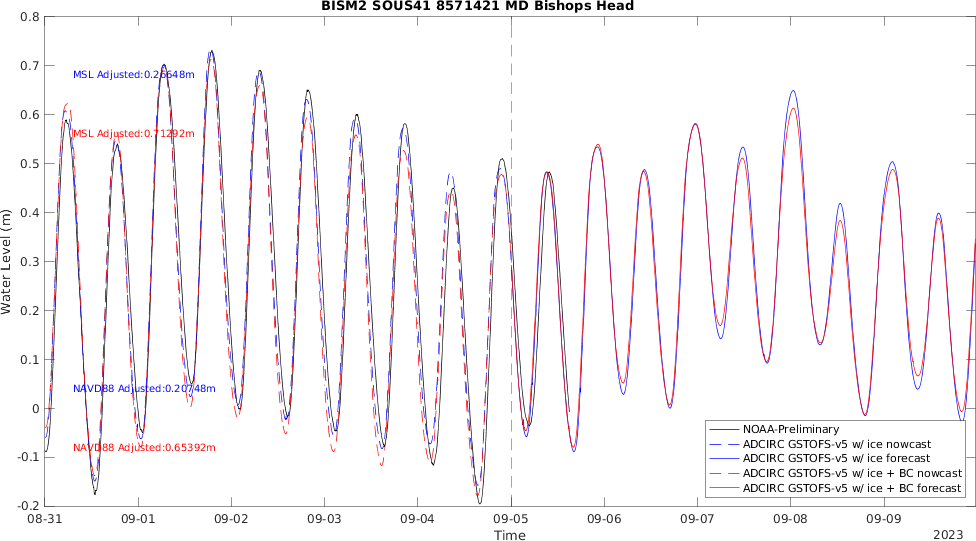 BISM2 SOUS41 8571421 MD Bishops Head
0.8
0.7
0.6
0.5
0.4
0.3
0.2
0.1
0
-0.1
-0.2
Water Level (m)
MSL Adjusted:0.26648m
MSL Adjusted:0.71292m
NAVD88 Adjusted:0.20748m
NAVD88 Adjusted:0.65392m
NOAA-Preliminary
ADCIRC GSTOFS-v5 w/ ice nowcast
ADCIRC GSTOFS-v5 w/ ice forecast
ADCIRC GSTOFS-v5 w/ ice + BC nowcast
ADCIRC GSTOFS-v5 w/ ice + BC forecast
08-31 09-01 09-02 09-03 09-04 09-05 09-06 09-07 09-08 09-09
Time
2023